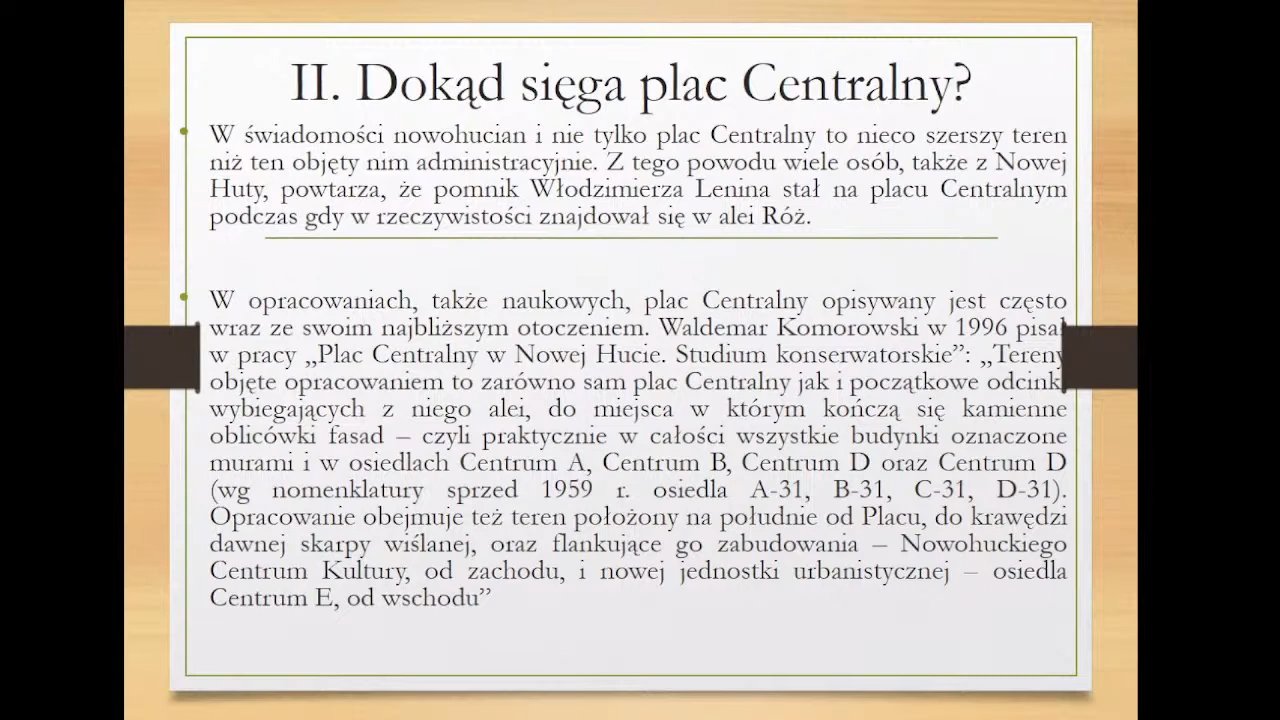 II. Dokąd sięga plac Centralny?
W świadomości nowohucian i nie tylko plac Centralny to nieco szerszy teren
niż ten objęty nim administracyjnie. Z tego powodu wiele osób, także z Nowej
Huty, powtarza, że pomnik Włodzimierza Lenina stał na placu Centralnym
podczas gdy w rzeczywistości znajdował się w alei Róż.
W opracowaniach, także naukowych, plac Centralny opisywany jest często
wraz ze swoim najbliższym otoczeniem. Waldemar Komorowski w 1996 pisał
w pracy „Plac Centralny w Nowej Hucie. Studium konserwatorskie”: „Tereny
objęte opracowaniem to zarówno sam plac Centralny jak i początkowe odcinki
wybiegających z niego alei, do miejsca w którym kończą się kamienne
oblicówki fasad – czyli praktycznie w całości wszystkie budynki oznaczone
murami i w osiedlach Centrum A, Centrum B, Centrum D oraz Centrum D
(wg nomenklatury sprzed 1959 r. osiedla A-31, B-31, C-31, D-31).
Opracowanie obejmuje też teren położony na południe od Placu, do krawędzi
dawnej skarpy wiślanej, oraz flankujące go zabudowania – Nowohuckiego
Centrum Kultury, od zachodu, i nowej jednostki urbanistycznej – osiedla
Centrum E, od wschodu”